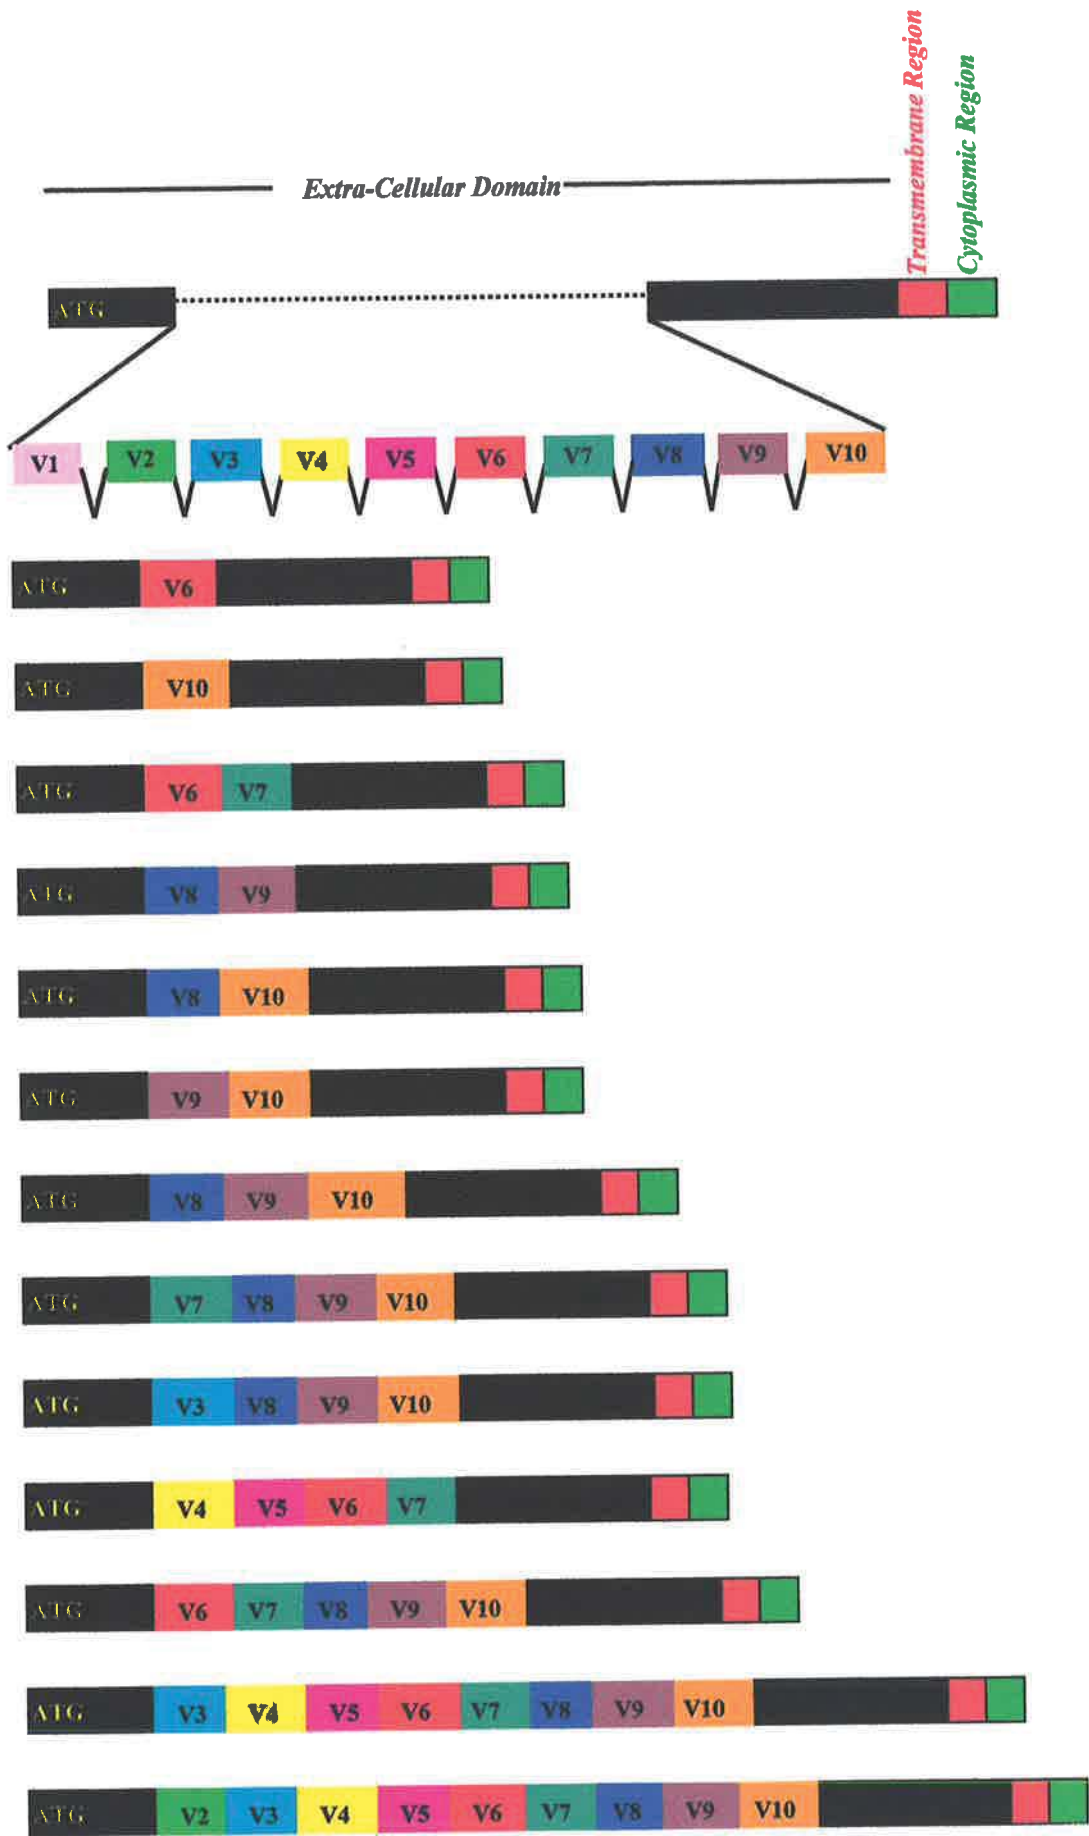 Transmembrane Region
Cytoplasmic Region
Extra-Cellular Domain
ATG
V1 V2 V3 V4 V5 V6 V7 V8 V9 V10
ATG V6
ATG V10
ATG V6 V7
ATG V8 V9
ATG V8 V10
ATG V9 V10
ATG V8 V9 V10
ATG V7 V8 V9 V10
ATG V3 V8 V9 V10
ATG V4 V5 V6 V7
ATG V6 V7 V8 V9 V10
ATG V3 V4 V5 V6 V7 V8 V9 V10
ATG V2 V3 V4 V5 V6 V7 V8 V9 V10